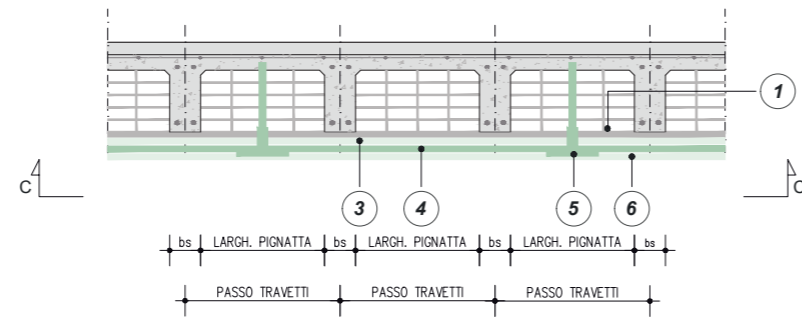 1
C
C
3
4
5
6
bs LARGH. PIGNATTA bs LARGH. PIGNATTA bs LARGH. PIGNATTA bs
PASSO TRAVETTI PASSO TRAVETTI PASSO TRAVETTI